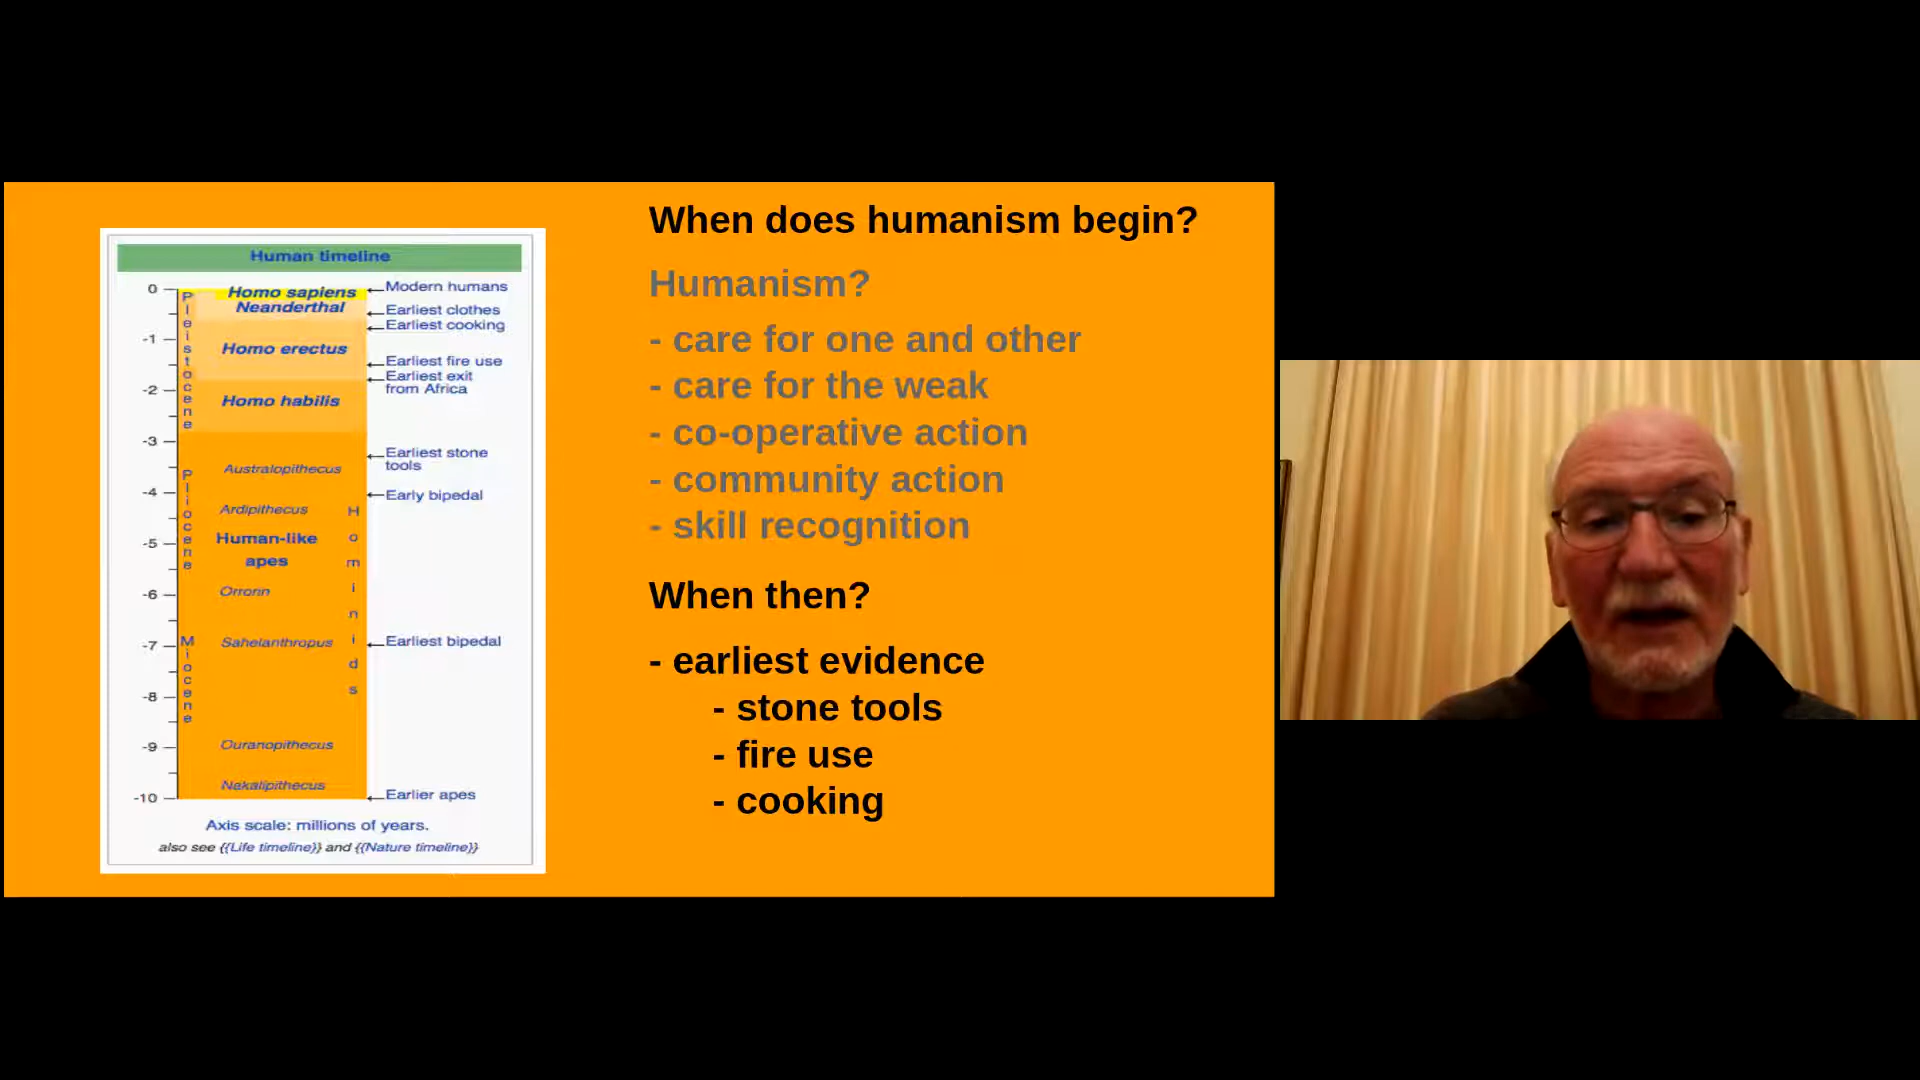 Human timeline
0
-1
-2
-3
-4
-5
-6
-7
-8
-9
-10
Pleistocene
Pliocene
Miocene
Hominids
Homo sapiens
Neanderthal
Homo erectus
Homo habilis
Australopithecus
Ardipithecus
Human-like
apes
Orrorin
Sahelanthropus
Ouranopithecus
Nakalipithecus
Modern humans
Earliest clothes
Earliest cooking
Earliest fire use
Earliest exit
from Africa
Earliest stone
tools
Early bipedal
Earliest bipedal
Earlier apes
Axis scale: millions of years.
also see {{Life timeline}} and {{Nature timeline}}
When does humanism begin?
Humanism?
- care for one and other
- care for the weak
- co-operative action
- community action
- skill recognition
When then?
- earliest evidence
- stone tools
- fire use
- cooking